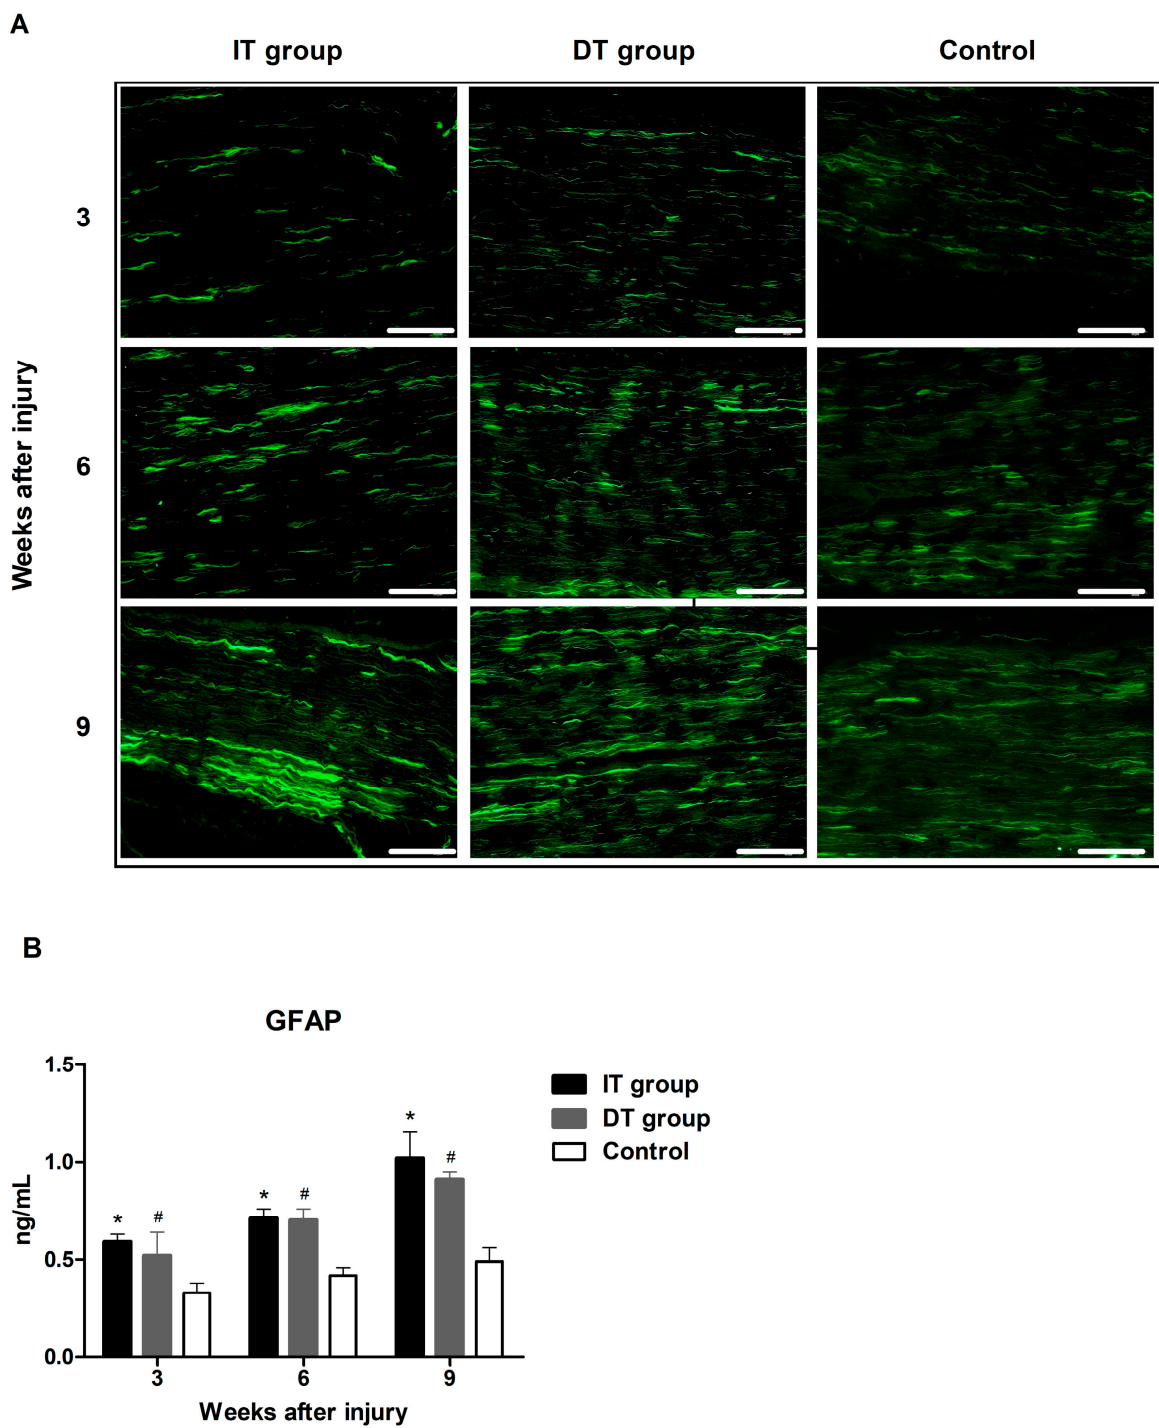 A
IT group
DT group
Control
3
6
9
Weeks after injury
B
GFAP
1.5
1.0
0.5
0.0
ng/mL
* # * # * #
3 6 9
Weeks after injury
IT group
DT group
Control